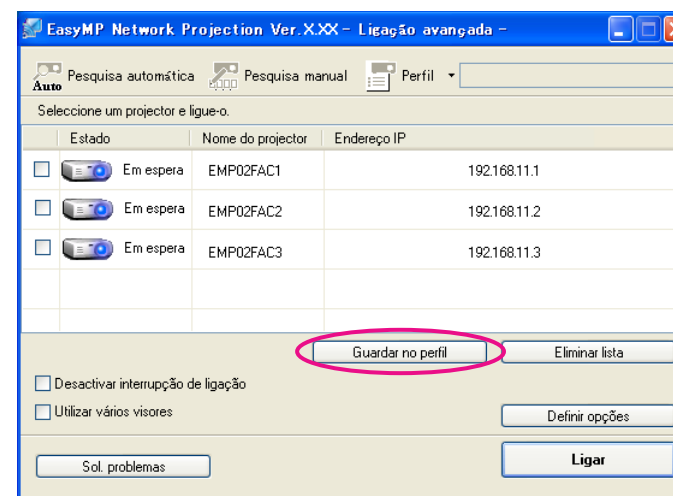 EasyMP Network Projection Ver.X.XX – Ligação avançada –
Auto Pesquisa automática Pesquisa manual Perfil
Seleccione um projector e ligue-o.
Estado Nome do projector Endereço IP
Em espera EMP02FAC1 192.168.11.1
Em espera EMP02FAC2 192.168.11.2
Em espera EMP02FAC3 192.168.11.3
Guardar no perfil Eliminar lista
Desactivar interrupção de ligação
Utilizar vários visores
Definir opções
Sol. problemas Ligar